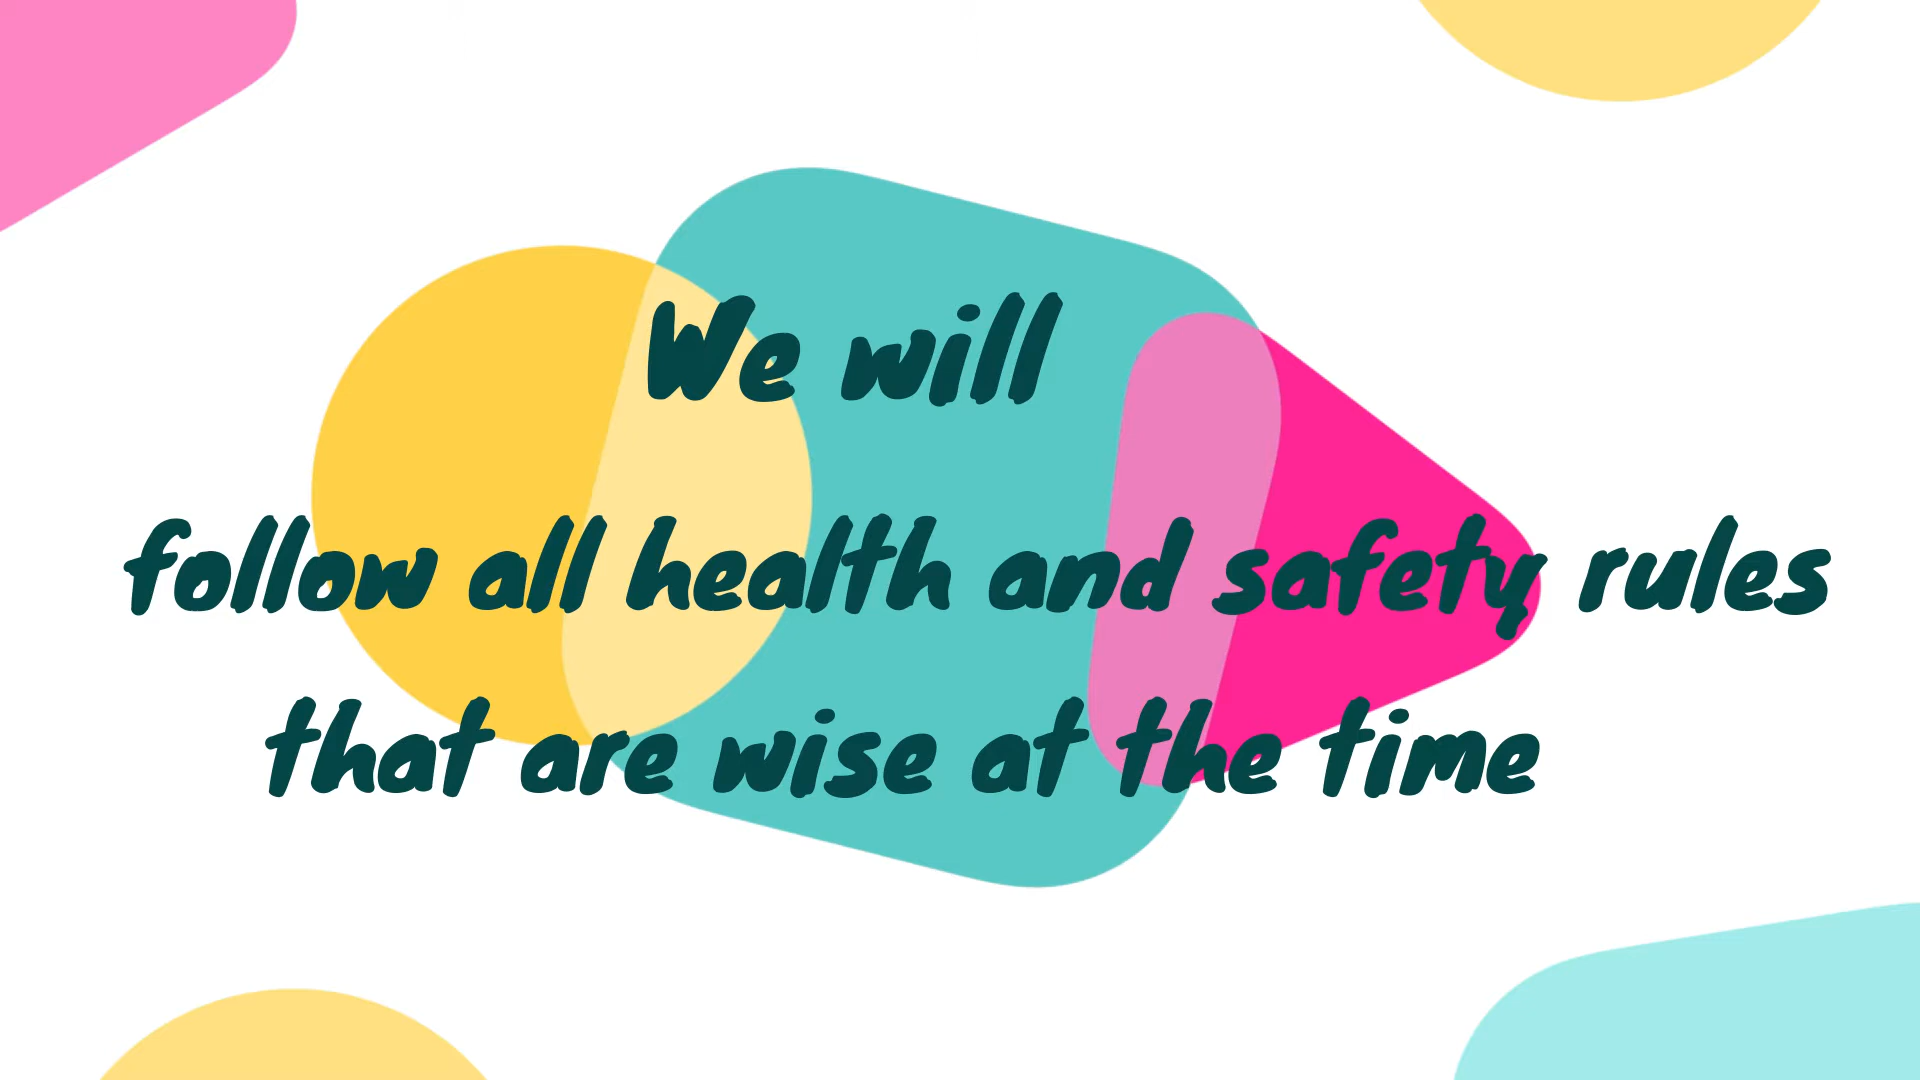 We will
follow all health and safety rules
that are wise at the time